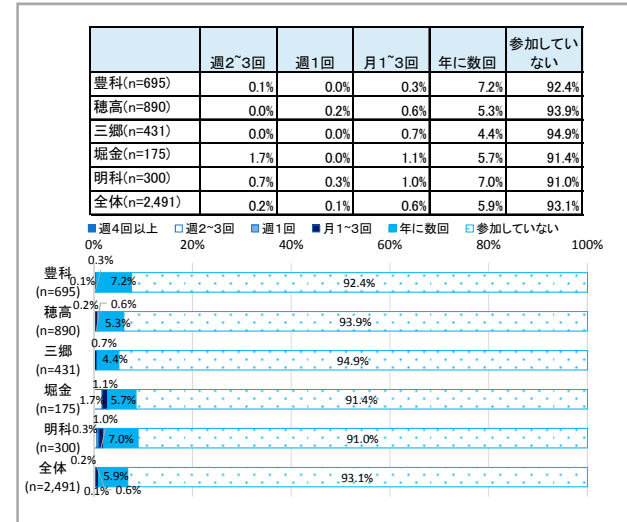 週2~3回 週1回 月1~3回 年に数回 参加してい
ない
豊科(n=695) 0.1% 0.0% 0.3% 7.2% 92.4%
穂高(n=890) 0.0% 0.2% 0.6% 5.3% 93.9%
三郷(n=431) 0.0% 0.0% 0.7% 4.4% 94.9%
堀金(n=175) 1.7% 0.0% 1.1% 5.7% 91.4%
明科(n=300) 0.7% 0.3% 1.0% 7.0% 91.0%
全体(n=2,491) 0.2% 0.1% 0.6% 5.9% 93.1%
週4回以上 週2~3回 週1回 月1~3回 年に数回 参加していない
0% 20% 40% 60% 80% 100%
0.3%
豊科
0.1% 7.2% 92.4%
(n=695)
0.2% 0.6%
穂高
5.3% 93.9%
(n=890)
0.7%
三郷
4.4% 94.9%
(n=431)
1.1%
堀金
1.7% 5.7% 91.4%
(n=175)
1.0%
明科 0.3%
7.0% 91.0%
(n=300)
0.2%
全体
5.9% 93.1%
(n=2,491)
0.1% 0.6%